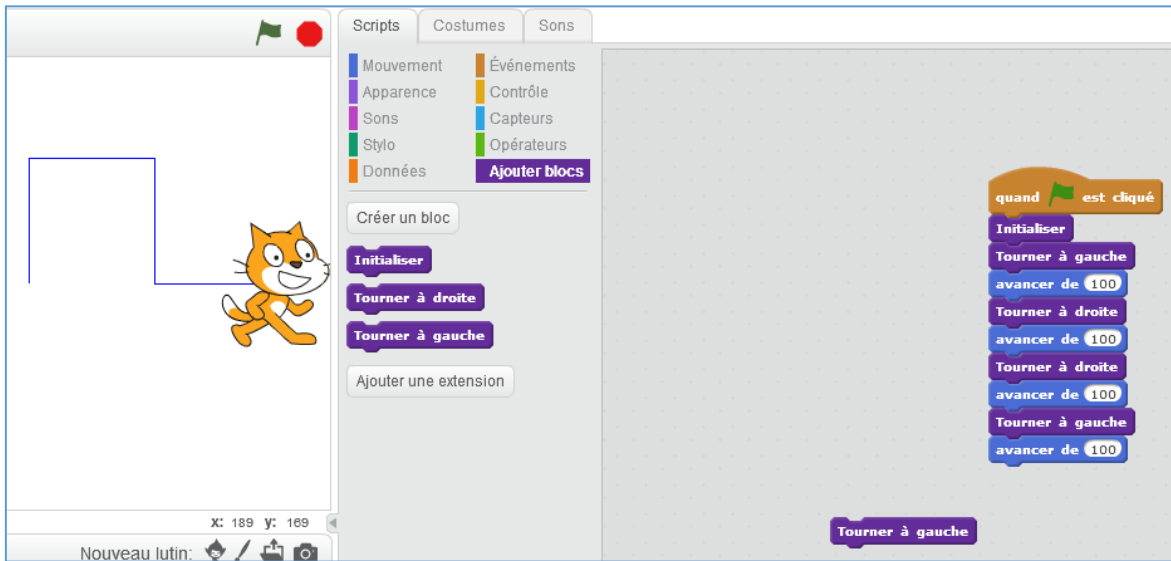 Scripts
Costumes
Sons
Mouvement
Événements
Apparence
Contrôle
Sons
Capteurs
Stylo
Opérateurs
Données
Ajouter blocs
Créer un bloc
Initialiser
Tourner à droite
Tourner à gauche
Ajouter une extension
x: 189 y: 169
Nouveau lutin:
quand est cliqué
Initialiser
Tourner à gauche
avancer de 100
Tourner à droite
avancer de 100
Tourner à droite
avancer de 100
Tourner à gauche
avancer de 100
Tourner à gauche